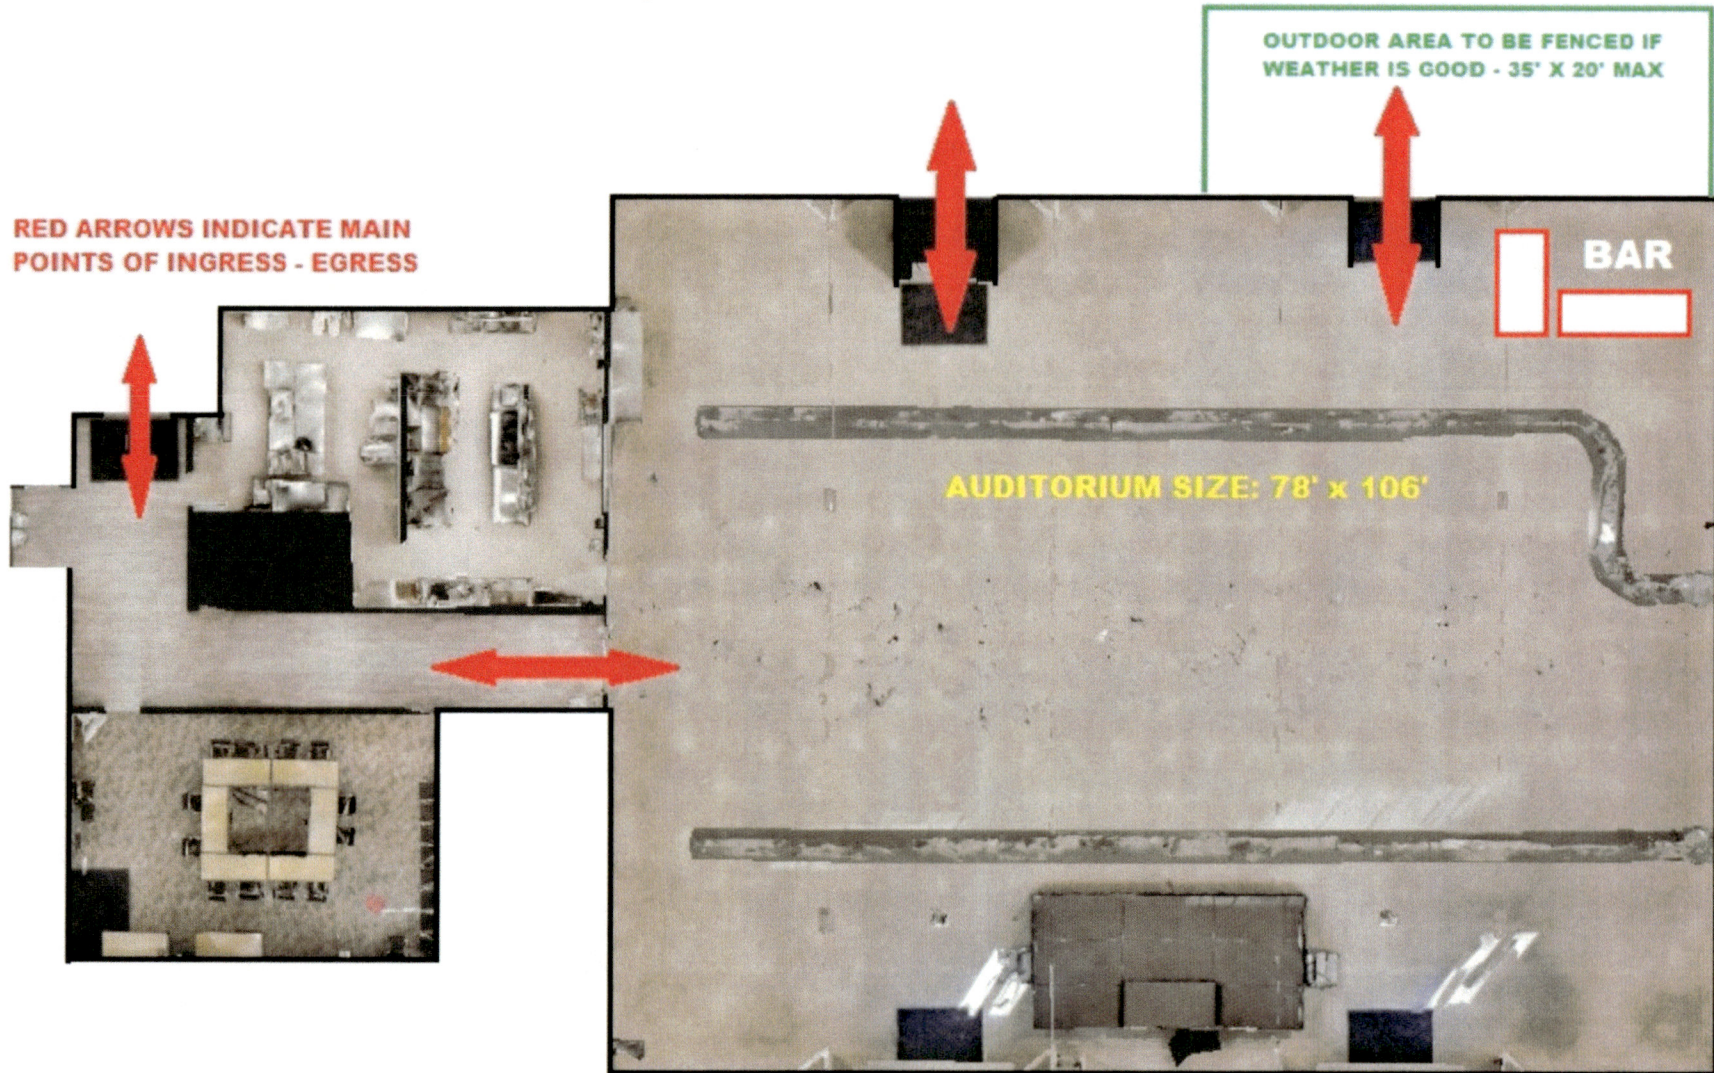 OUTDOOR AREA TO BE FENCED IF
WEATHER IS GOOD - 35' X 20' MAX
RED ARROWS INDICATE MAIN
POINTS OF INGRESS - EGRESS
BAR
AUDITORIUM SIZE: 78' x 106'